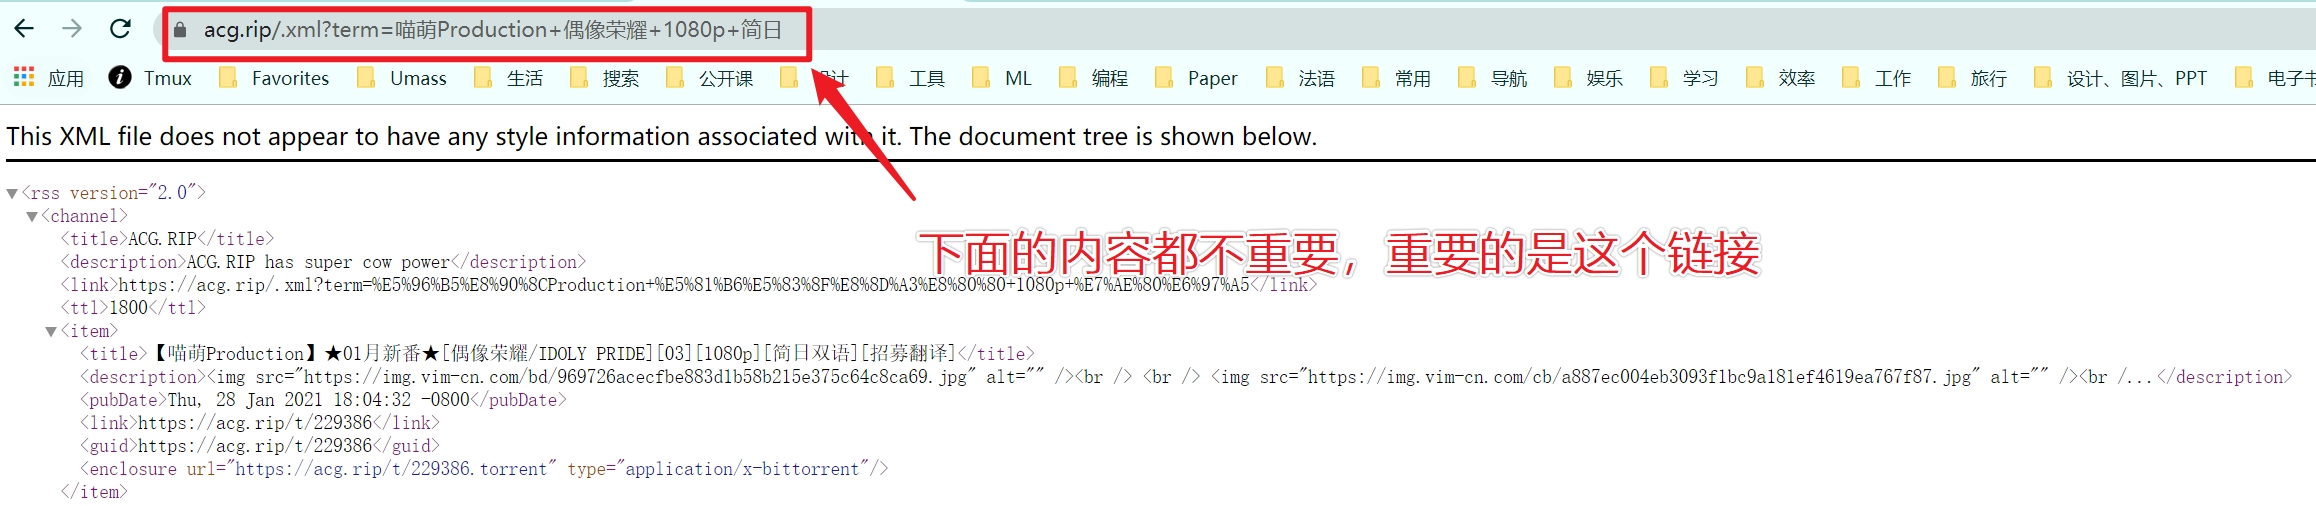 acg.rip/.xml?term=喵萌Production+偶像荣耀+1080p+简日
应用 Tmux Favorites Umass 生活 搜索 公开课 设计 工具 ML 编程 Paper 法语 常用 导航 娱乐 学习 效率 工作 旅行 设计、图片、PPT 电子书
This XML file does not appear to have any style information associated with it. The document tree is shown below.
▼<rss version="2.0">
▼<channel>
<title>ACG.RIP</title>
下面的内容都不重要，重要的是这个链接
<description>ACG.RIP has super cow power</description>
<link>https://acg.rip/.xml?term=%E5%96%B5%E8%90%8CProduction+%E5%81%B6%E5%83%8F%E8%8D%A3%E8%80%80+1080p+%E7%AE%80%E6%97%A5</link>
<ttl>1800</ttl>
▼<item>
<title>【喵萌Production】★01月新番★[偶像荣耀/IDOLY PRIDE][03][1080p][简日双语][招募翻译]</title>
<description><img src="https://img.vim-cn.com/bd/969726acecfbe883d1b58b215e375c64c8ca69.jpg" alt="" /><br /> <br /> <img src="https://img.vim-cn.com/cb/a887ec004eb3093f1bc9a181ef4619ea767f87.jpg" alt="" /><br /...</description>
<pubDate>Thu, 28 Jan 2021 18:04:32 -0800</pubDate>
<link>https://acg.rip/t/229386</link>
<guid>https://acg.rip/t/229386</guid>
<enclosure url="https://acg.rip/t/229386.torrent" type="application/x-bittorrent"/>
</item>